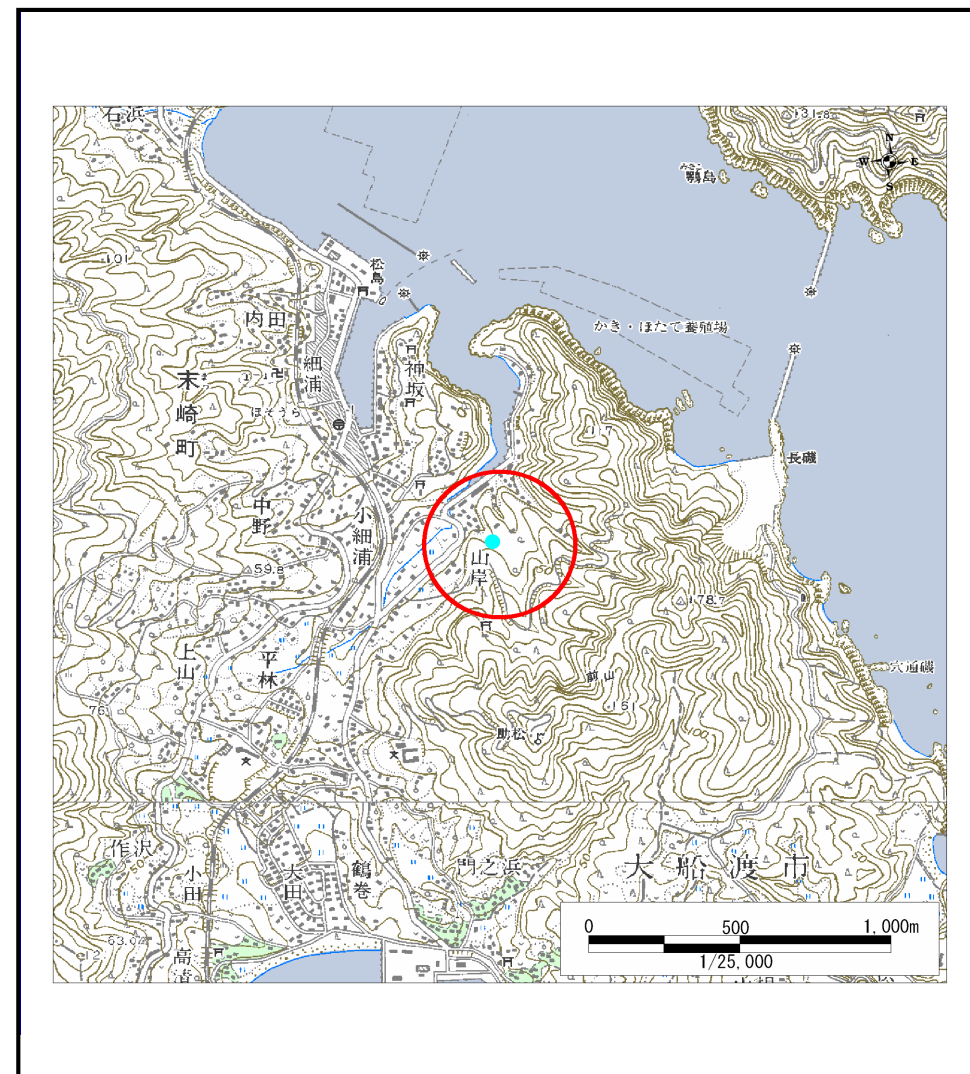 石浜
131.8
N
W
E
S
鶚島
松島
101
内田
かき・ほたて養殖場
細浦
神坂
末崎町
ほそうら
117
長磯
中野
小細浦
山岸
59.8
178.7
上山
平林
穴通磯
前山
76
151
助松
作沢
小田
大田
鶴巻
門之浜
大船渡市
0
500
1,000m
1/25,000